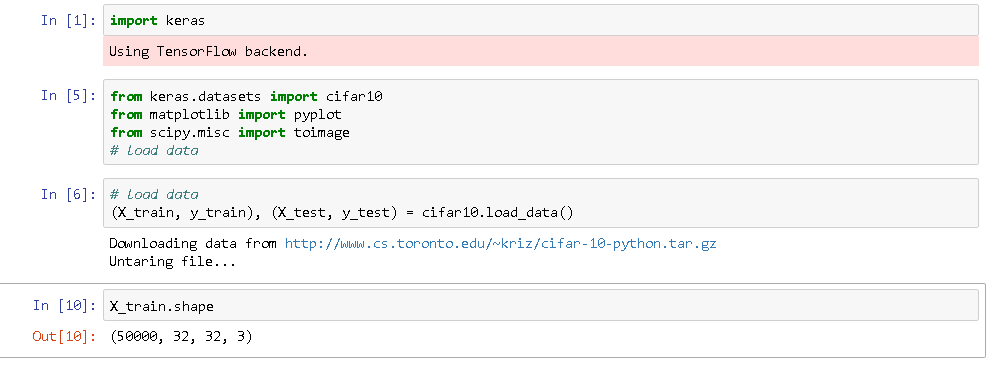 In [1]: import keras
Using TensorFlow backend.
In [5]: from keras.datasets import cifar10
from matplotlib import pyplot
from scipy.misc import toimage
# load data
In [6]: # load data
(X_train, y_train), (X_test, y_test) = cifar10.load_data()
Downloading data from http://www.cs.toronto.edu/~kriz/cifar-10-python.tar.gz
Untaring file...
In [10]: X_train.shape
Out[10]: (50000, 32, 32, 3)